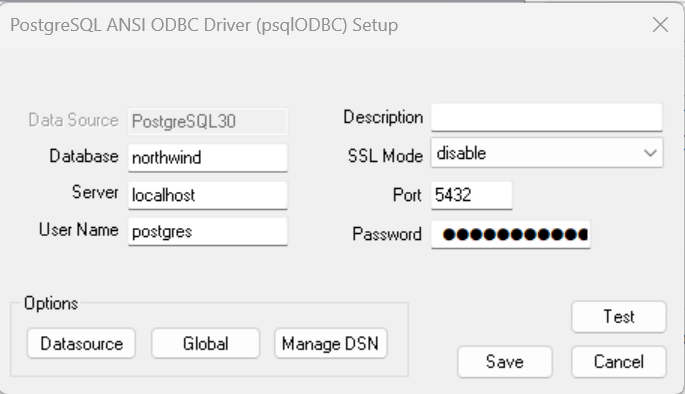 PostgreSQL ANSI ODBC Driver (psqlODBC) Setup
Data Source PostgreSQL30
Description
Database northwind
SSL Mode disable
Server localhost
Port 5432
User Name postgres
Password ●●●●●●●●●●●
Options
Datasource Global Manage DSN
Test
Save Cancel